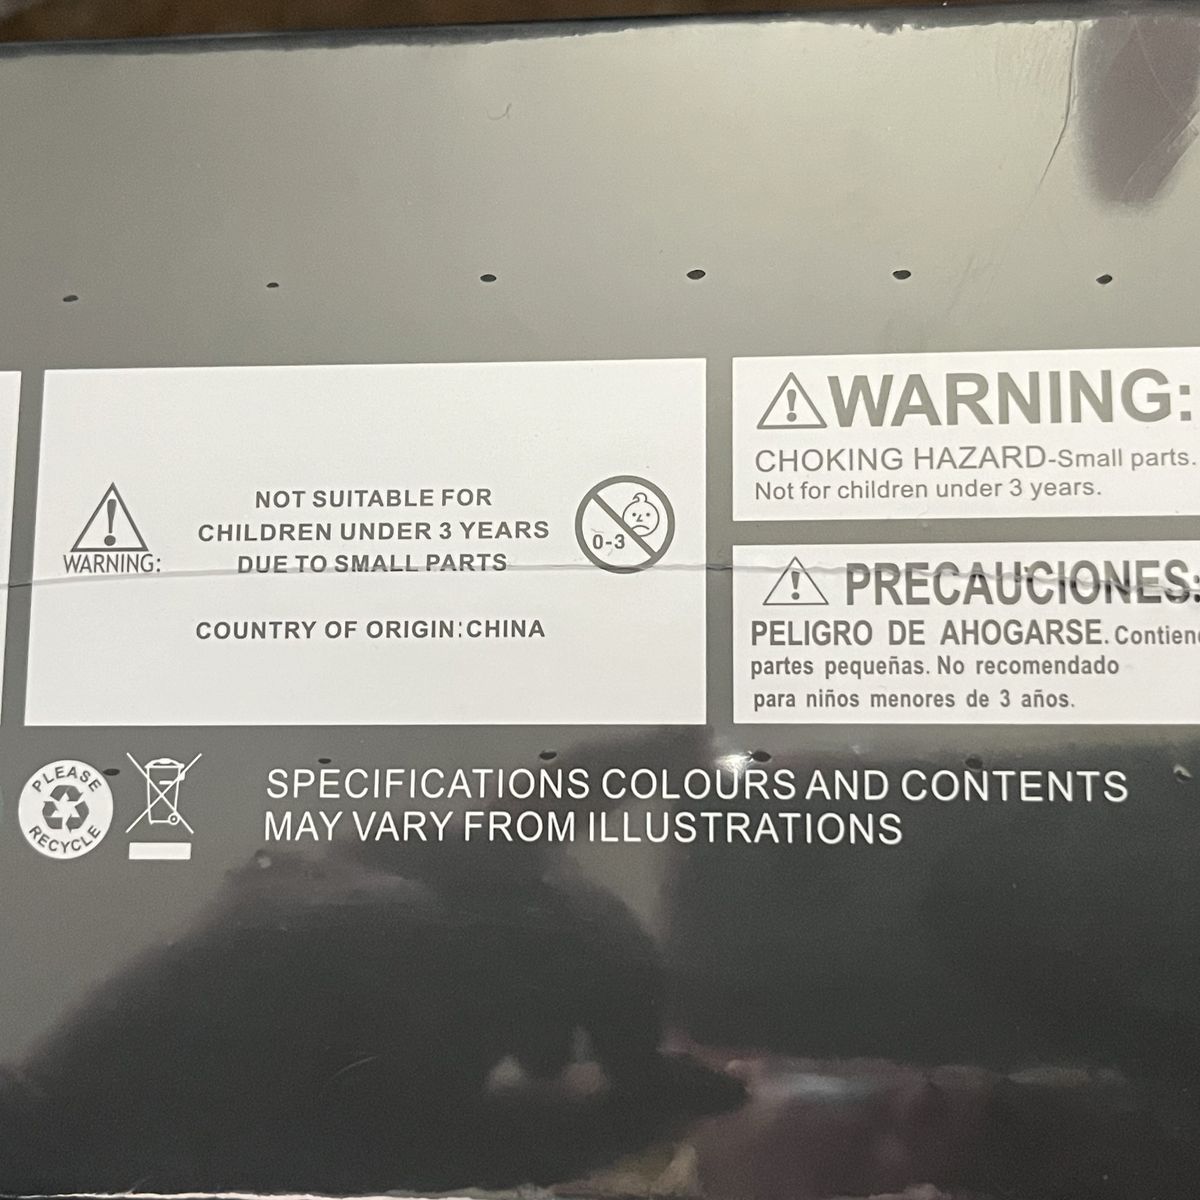 WARNING:
NOT SUITABLE FOR
CHILDREN UNDER 3 YEARS
DUE TO SMALL PARTS
0-3
COUNTRY OF ORIGIN:CHINA
WARNING:
CHOKING HAZARD-Small parts.
Not for children under 3 years.
PRECAUCIONES:
PELIGRO DE AHOGARSE. Contiene
partes pequeñas. No recomendado
para niños menores de 3 años.
PLEASE
RECYCLE
SPECIFICATIONS COLOURS AND CONTENTS
MAY VARY FROM ILLUSTRATIONS